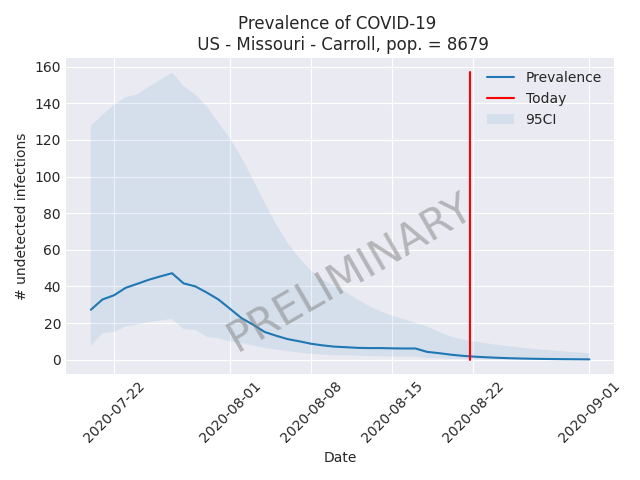 Prevalence of COVID-19
US - Missouri - Carroll, pop. = 8679
# undetected infections
160
140
120
100
80
60
40
20
0
Prevalence
Today
95CI
PRELIMINARY
2020-07-22
2020-08-01
2020-08-08
2020-08-15
2020-08-22
2020-09-01
Date